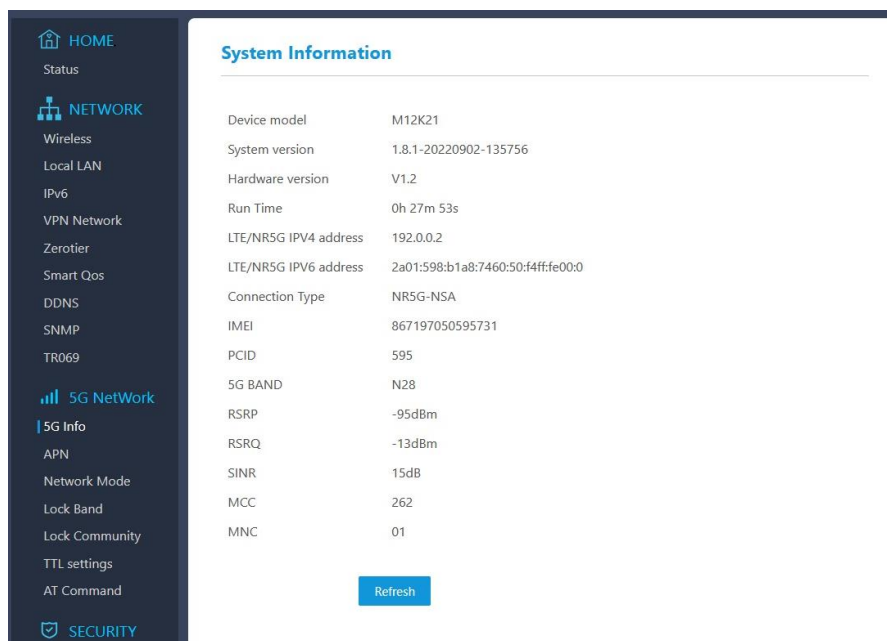 HOME
Status
NETWORK
Wireless
Local LAN
IPv6
VPN Network
Zerotier
Smart Qos
DDNS
SNMP
TR069
5G NetWork
5G Info
APN
Network Mode
Lock Band
Lock Community
TTL settings
AT Command
SECURITY
System Information
Device model M12K21
System version 1.8.1-20220902-135756
Hardware version V1.2
Run Time 0h 27m 53s
LTE/NR5G IPV4 address 192.0.0.2
LTE/NR5G IPV6 address 2a01:598:b1a8:7460:50:f4ff:fe00:0
Connection Type NR5G-NSA
IMEI 867197050595731
PCID 595
5G BAND N28
RSRP -95dBm
RSRQ -13dBm
SINR 15dB
MCC 262
MNC 01
Refresh